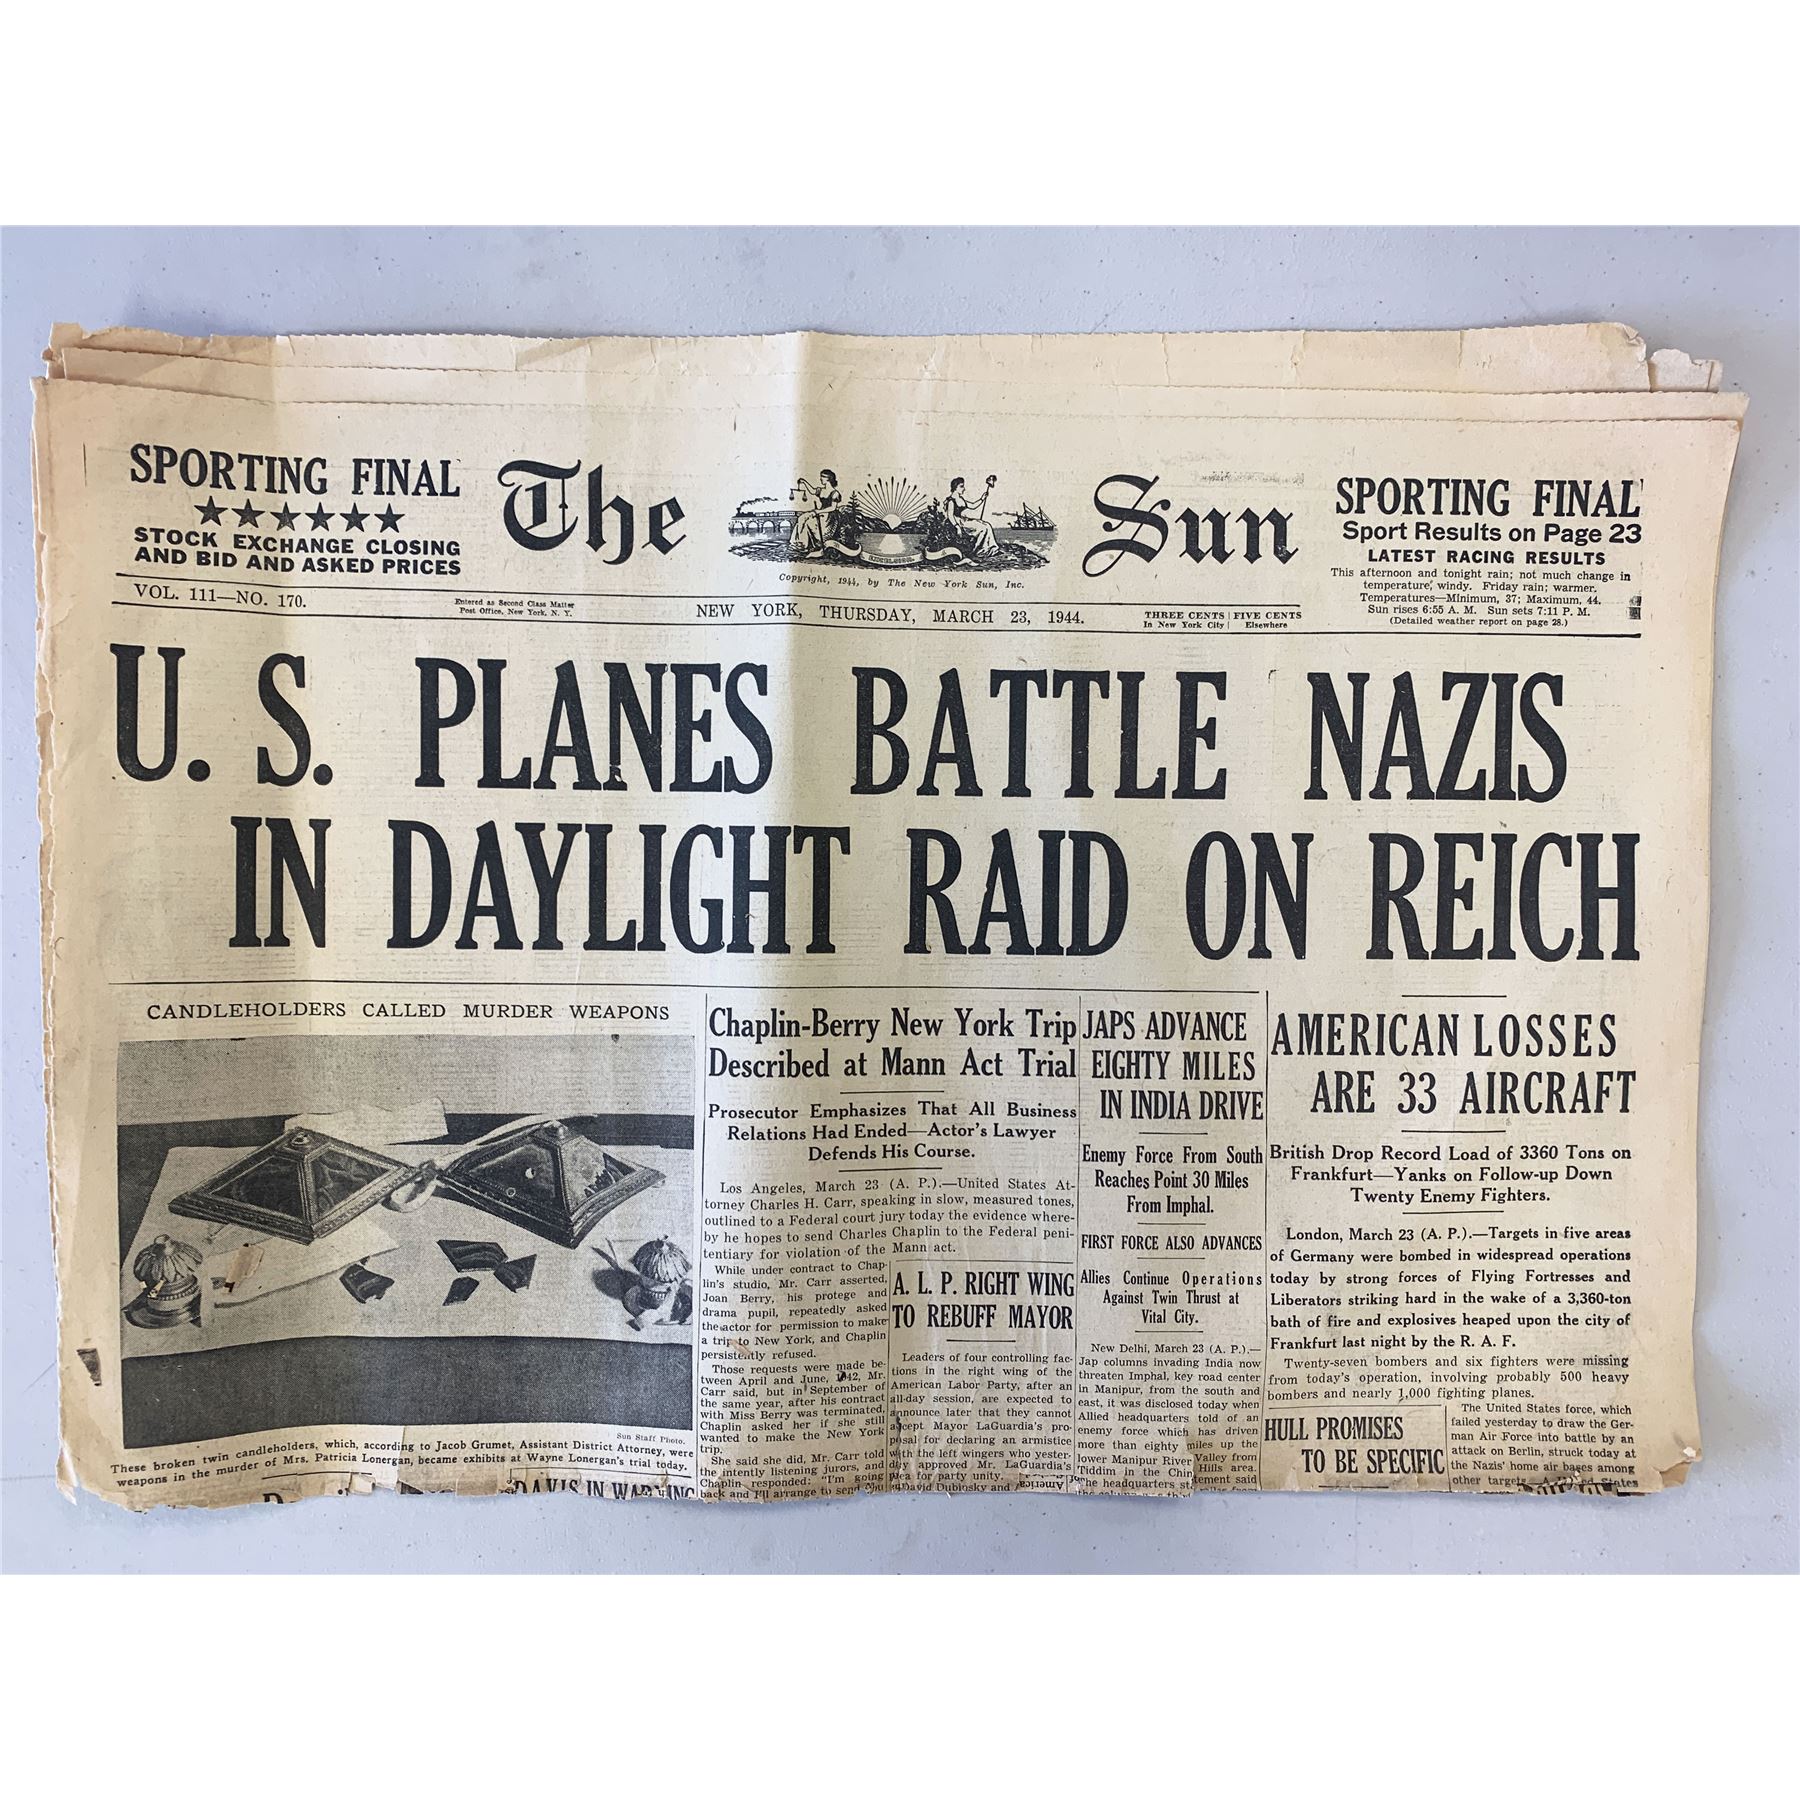 SPORTING FINAL
STOCK EXCHANGE CLOSING
AND BID AND ASKED PRICES
The Sun
Copyright, 1944, by The New York Sun, Inc.
SPORTING FINAL
Sport Results on Page 23
LATEST RACING RESULTS
This afternoon and tonight rain; not much change in
temperature, windy. Friday rain; warmer.
Temperatures—Minimum, 37; Maximum, 44.
Sun rises 6:55 A. M. Sun sets 7:11 P. M.
(Detailed weather report on page 28.)
VOL. 111—NO. 170.
Entered as Second Class Matter
Post Office, New York, N. Y.
NEW YORK, THURSDAY, MARCH 23, 1944.
THREE CENTS
In New York City
FIVE CENTS
Elsewhere
U. S. PLANES BATTLE NAZIS
IN DAYLIGHT RAID ON REICH
CANDLEHOLDERS CALLED MURDER WEAPONS
Sun Staff Photo.
These broken twin candleholders, which, according to Jacob Grumet, Assistant District Attorney, were
weapons in the murder of Mrs. Patricia Lonergan, became exhibits at Wayne Lonergan's trial today.
DAVIS IN WARNING
Chaplin-Berry New York Trip
Described at Mann Act Trial
Prosecutor Emphasizes That All Business
Relations Had Ended—Actor's Lawyer
Defends His Course.
Los Angeles, March 23 (A. P.).—United States At-
torney Charles H. Carr, speaking in slow, measured tones,
outlined to a Federal court jury today the evidence where-
by he hopes to send Charles Chaplin to the Federal peni-
tentiary for violation of the Mann act.
While under contract to Chap-
lin's studio, Mr. Carr asserted,
Joan Berry, his protege and
drama pupil, repeatedly asked
the actor for permission to make
a trip to New York, and Chaplin
persistently refused.
Those requests were made be-
tween April and June, 1942, Mr.
Carr said, but in September of
the same year, after his contract
with Miss Berry was terminated,
Chaplin asked her if she still
wanted to make the New York
trip.
She said she did, Mr. Carr told
the intently listening jurors, and
Chaplin responded: "I'm going
back and I'll arrange to send you
A. L. P. RIGHT WING
TO REBUFF MAYOR
Leaders of four controlling fac-
tions in the right wing of the
American Labor Party, after an
all-day session, are expected to
announce later that they cannot
accept Mayor LaGuardia's pro-
posal for declaring an armistice
with the left wingers who yester-
day approved Mr. LaGuardia's
plea for party unity.
David Dubinsky and
JAPS ADVANCE
EIGHTY MILES
IN INDIA DRIVE
Enemy Force From South
Reaches Point 30 Miles
From Imphal.
FIRST FORCE ALSO ADVANCES
Allies Continue Operations
Against Twin Thrust at
Vital City.
New Delhi, March 23 (A. P.).—
Jap columns invading India now
threaten Imphal, key road center
in Manipur, from the south and
east, it was disclosed today when
Allied headquarters told of an
enemy force which has driven
more than eighty miles up the
lower Manipur River Valley from
Tiddim in the Chin Hills area.
The headquarters statement said
AMERICAN LOSSES
ARE 33 AIRCRAFT
British Drop Record Load of 3360 Tons on
Frankfurt—Yanks on Follow-up Down
Twenty Enemy Fighters.
London, March 23 (A. P.).—Targets in five areas
of Germany were bombed in widespread operations
today by strong forces of Flying Fortresses and
Liberators striking hard in the wake of a 3,360-ton
bath of fire and explosives heaped upon the city of
Frankfurt last night by the R. A. F.
Twenty-seven bombers and six fighters were missing
from today's operation, involving probably 500 heavy
bombers and nearly 1,000 fighting planes.
HULL PROMISES
TO BE SPECIFIC
The United States force, which
failed yesterday to draw the Ger-
man Air Force into battle by an
attack on Berlin, struck today at
the Nazis' home air bases among
other targets. A United States